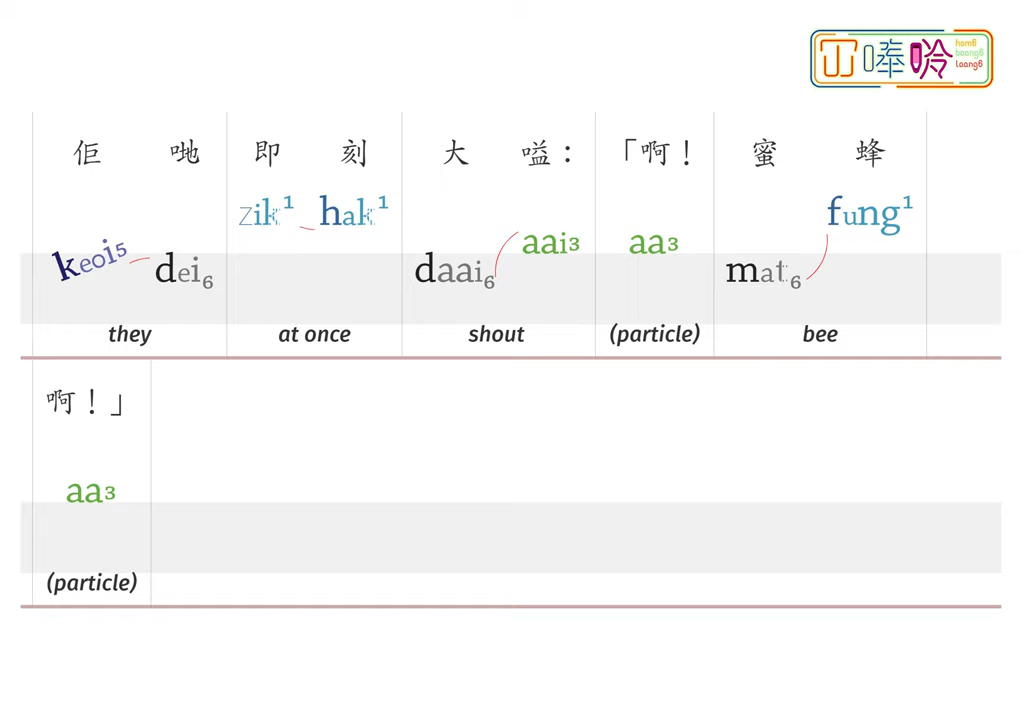 冚唪唥 ham6 baang6 laang6
佢哋 即刻 大嗌：「啊！ 蜜蜂
keoi5 dei6 zik1 hak1 daai6 aai3 aa3 mat6 fung1
they at once shout (particle) bee
啊！」
aa3
(particle)